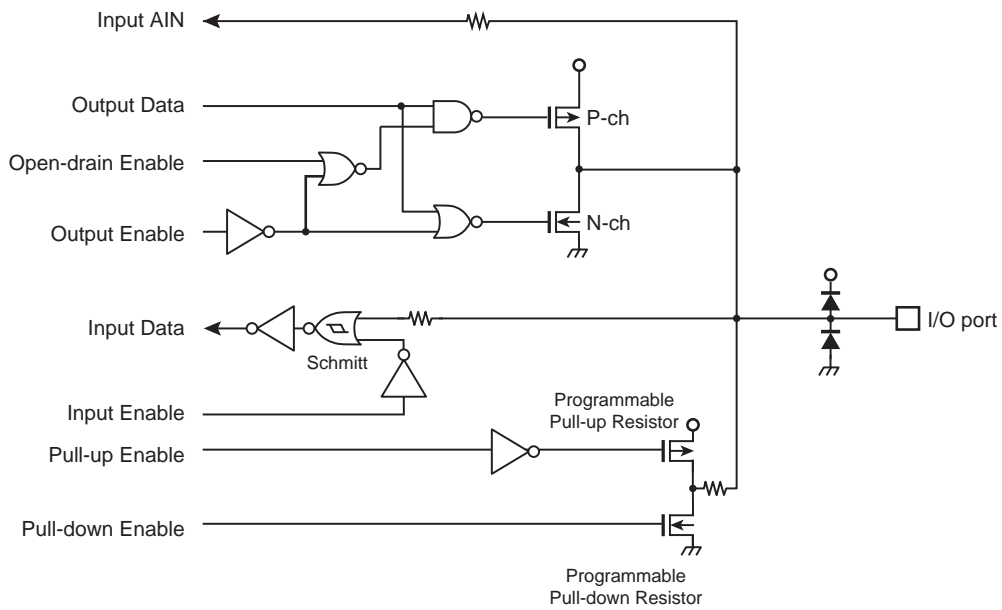 Input AIN
Output Data
P-ch
Open-drain Enable
N-ch
Output Enable
Input Data
Schmitt
I/O port
Input Enable
Programmable
Pull-up Resistor
Pull-up Enable
Pull-down Enable
Programmable
Pull-down Resistor